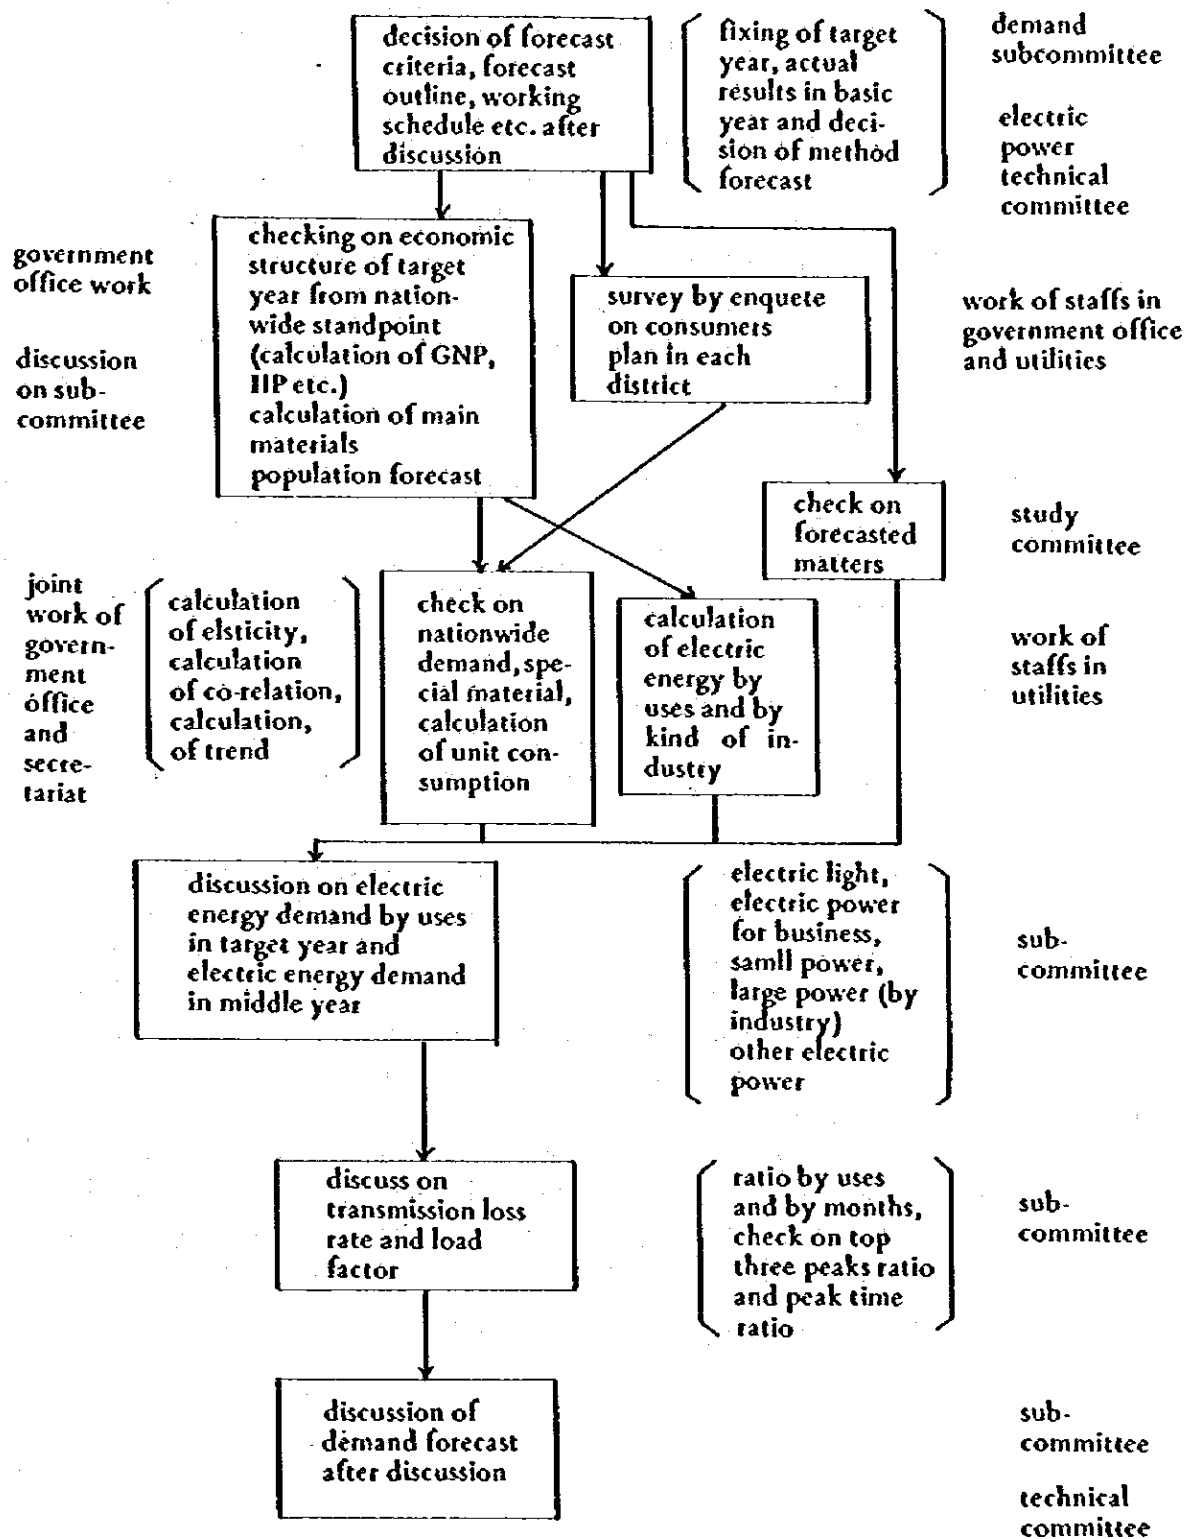 decision of forecast
criteria, forecast
outline, working
schedule etc. after
discussion
fixing of target
year, actual
results in basic
year and deci-
sion of method
forecast
demand
subcommittee
electric
power
technical
committee
government
office work
discussion
on sub-
committee
checking on economic
structure of target
year from nation-
wide standpoint
(calculation of GNP,
IIP etc.)
calculation of main
materials
population forecast
survey by enquete
on consumers
plan in each
district
work of staffs in
government office
and utilities
check on
forecasted
matters
study
committee
joint
work of
govern-
ment
office
and
secre-
tariat
calculation
of elsticity,
calculation
of co-relation,
calculation,
of trend
check on
nationwide
demand, spe-
cial material,
calculation
of unit con-
sumption
calculation
of electric
energy by
uses and by
kind of in-
dustry
work of
staffs in
utilities
discussion on electric
energy demand by uses
in target year and
electric energy demand
in middle year
electric light,
electric power
for business,
samll power,
large power (by
industry)
other electric
power
sub-
committee
discuss on
transmission loss
rate and load
factor
ratio by uses
and by months,
check on top
three peaks ratio
and peak time
ratio
sub-
committee
discussion of
demand forecast
after discussion
sub-
committee
technical
committee